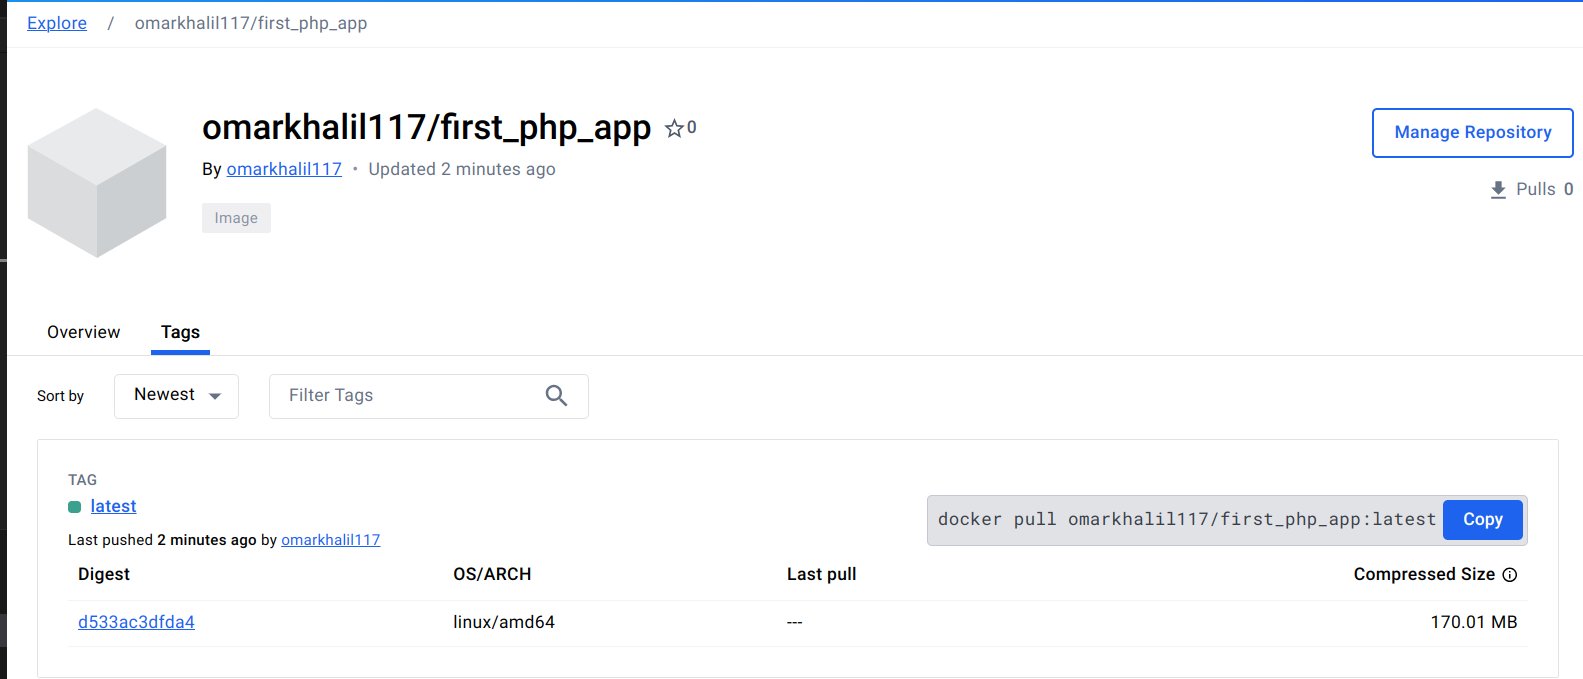 Explore / omarkhalil117/first_php_app
omarkhalil117/first_php_app 0
Manage Repository
By omarkhalil117 • Updated 2 minutes ago
Pulls 0
Image
Overview Tags
Sort by Newest Filter Tags
TAG
latest
docker pull omarkhalil117/first_php_app:latest Copy
Last pushed 2 minutes ago by omarkhalil117
Digest OS/ARCH Last pull Compressed Size
d533ac3dfda4 linux/amd64 --- 170.01 MB